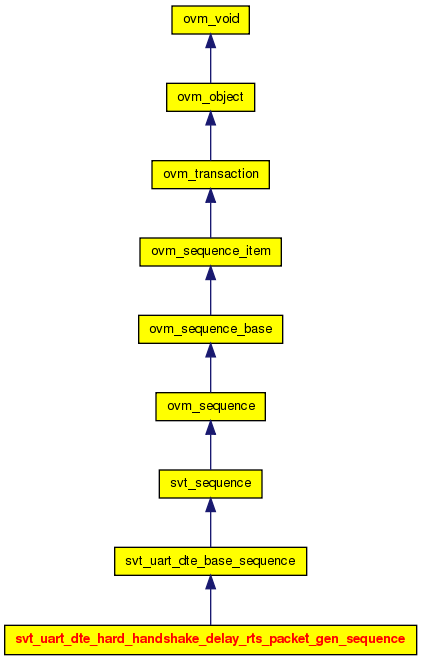 ovm_void
ovm_object
ovm_transaction
ovm_sequence_item
ovm_sequence_base
ovm_sequence
svt_sequence
svt_uart_dte_base_sequence
svt_uart_dte_hard_handshake_delay_rts_packet_gen_sequence